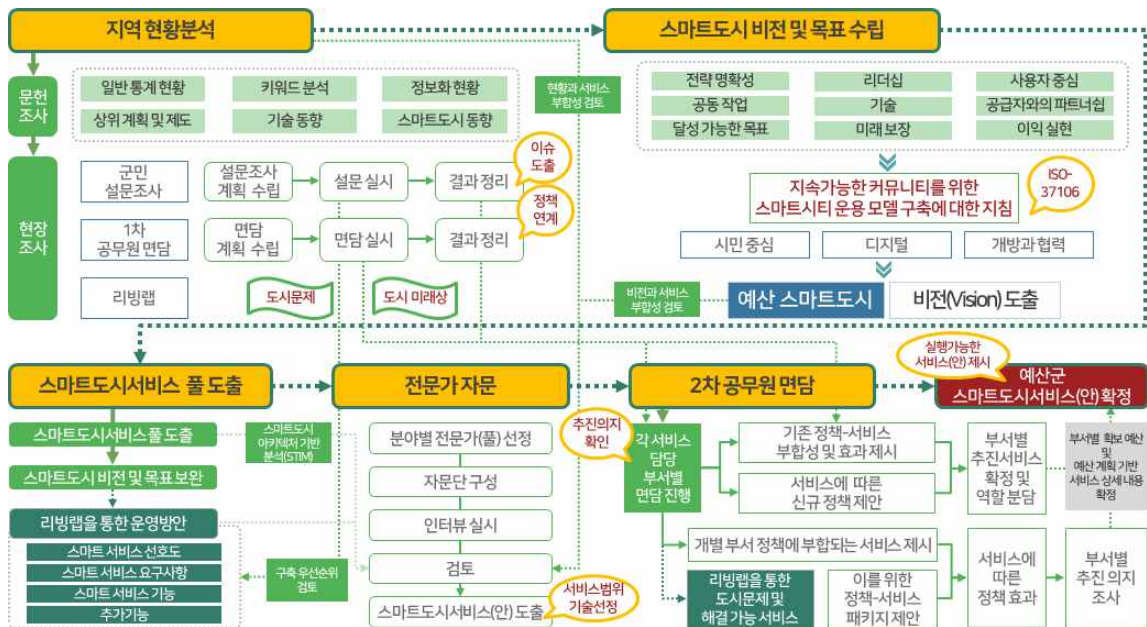 지역 현황분석
스마트도시 비전 및 목표 수립
문헌
조사
일반 통계 현황
키워드 분석
정보화 현황
상위 계획 및 제도
기술 동향
스마트도시 동향
현황과 서비스
부합성 검토
전략 명확성
리더십
사용자 중심
공동 작업
기술
공급자와의 파트너쉽
달성 가능한 목표
미래 보장
이익 실현
현장
조사
군민
설문조사
설문조사
계획 수립
설문 실시
결과 정리
이슈
도출
1차
공무원 면담
면담
계획 수립
면담 실시
결과 정리
정책
연계
리빙랩
도시문제
도시 미래상
지속가능한 커뮤니티를 위한
스마트시티 운용 모델 구축에 대한 지침
ISO-
37106
시민 중심
디지털
개방과 협력
비전과 서비스
부합성 검토
예산 스마트도시
비전(Vision) 도출
스마트도시서비스 풀 도출
전문가 자문
2차 공무원 면담
실행가능한
서비스(안) 제시
예산군
스마트도시서비스(안) 확정
스마트도시서비스풀 도출
스마트도시 비전 및 목표 보완
리빙랩을 통한 운영방안
스마트 서비스 선호도
스마트 서비스 요구사항
스마트 서비스 기능
추가기능
스마트도시
아키텍처 기반
분석(STIM)
구축 우선순위
검토
분야별 전문가(풀) 선정
자문단 구성
인터뷰 실시
검토
스마트도시서비스(안) 도출
추진의지
확인
서비스범위
기술선정
각 서비스
담당
부서별
면담 진행
기존 정책-서비스
부합성 및 효과 제시
서비스에 따른
신규 정책 제안
부서별
추진서비스
확정 및
역할 분담
부서별 확보 예산
및
예산 계획 기반
서비스 상세 내용
확정
개별 부서 정책에 부합되는 서비스 제시
리빙랩을 통한
도시문제 및
해결 가능 서비스
이를 위한
정책-서비스
패키지 제안
서비스에
따른
정책 효과
부서별
추진 의지
조사